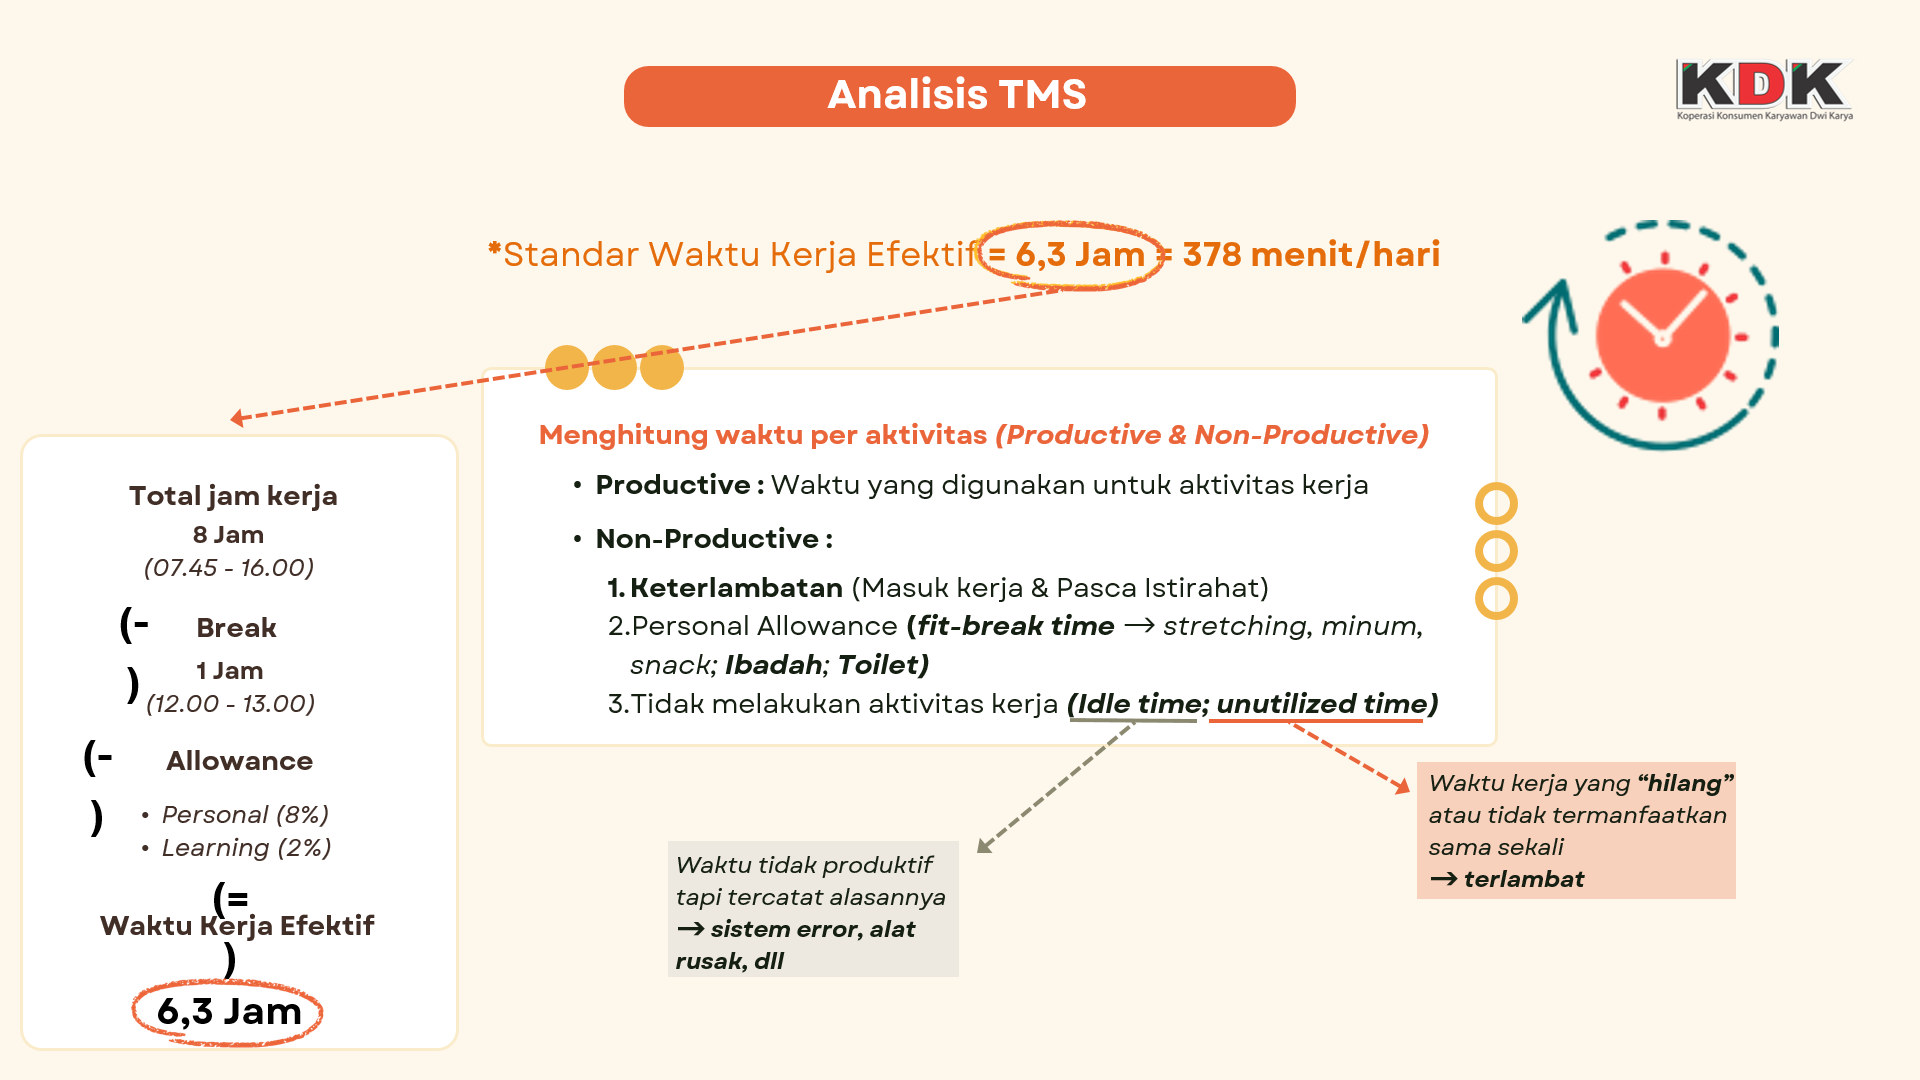 Analisis TMS
KDK
Koperasi Konsumen Karyawan Dwi Karya
*Standar Waktu Kerja Efektif = 6,3 Jam = 378 menit/hari
Total jam kerja
8 Jam
(07.45 - 16.00)
(-) Break
1 Jam
(12.00 - 13.00)
(-) Allowance
• Personal (8%)
• Learning (2%)
(=)
Waktu Kerja Efektif
6,3 Jam
Menghitung waktu per aktivitas (Productive & Non-Productive)
• Productive : Waktu yang digunakan untuk aktivitas kerja
• Non-Productive :
1. Keterlambatan (Masuk kerja & Pasca Istirahat)
2. Personal Allowance (fit-break time → stretching, minum,
snack; Ibadah; Toilet)
3. Tidak melakukan aktivitas kerja (Idle time; unutilized time)
Waktu tidak produktif
tapi tercatat alasannya
→ sistem error, alat
rusak, dll
Waktu kerja yang “hilang”
atau tidak termanfaatkan
sama sekali
→ terlambat